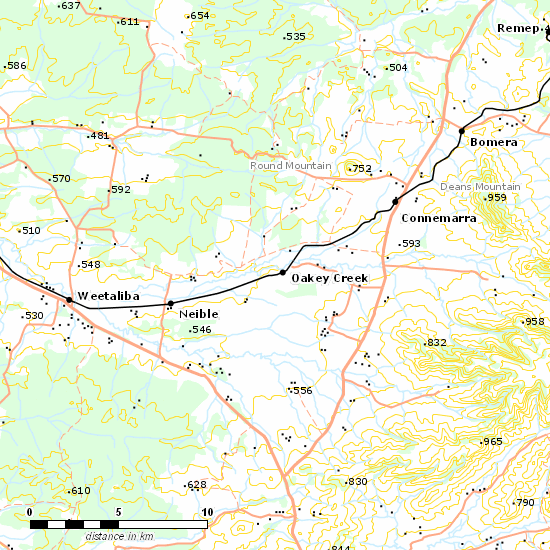 637
654
611
Remep.
535
586
504
481
Bomera
Round Mountain
752
570
Deans Mountain
592
959
Connemarra
510
593
548
Oakey Creek
Weetaliba
Neible
530
958
546
832
556
965
628
830
610
790
0 5 10
distance in km
844